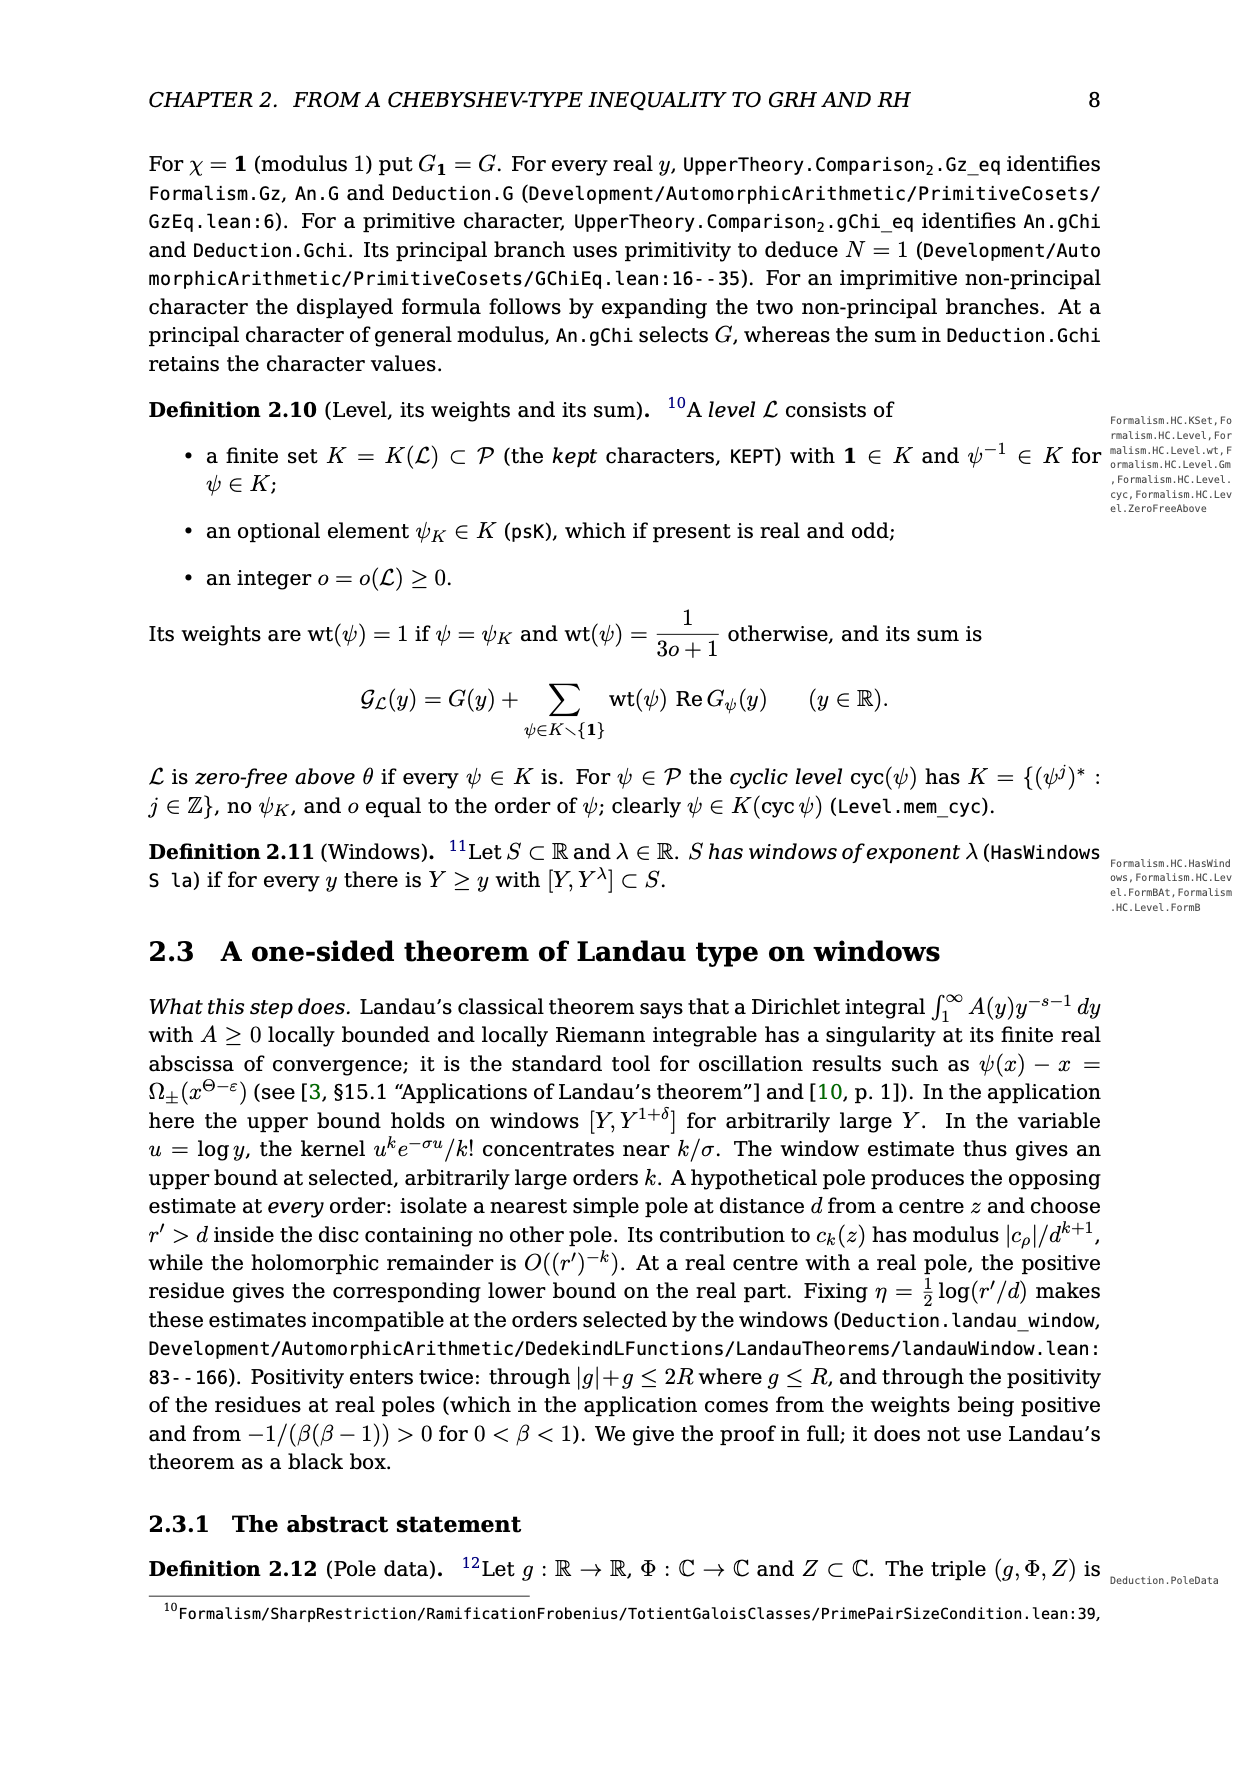 CHAPTER 2. FROM A CHEBYSHEV-TYPE INEQUALITY TO GRH AND RH 8
For χ = 𝟏 (modulus 1) put G𝟏 = G. For every real y, UpperTheory.Comparison₂.Gz_eq identifies
Formalism.Gz, An.G and Deduction.G (Development/AutomorphicArithmetic/PrimitiveCosets/
GzEq.lean:6). For a primitive character, UpperTheory.Comparison₂.gChi_eq identifies An.gChi
and Deduction.Gchi. Its principal branch uses primitivity to deduce N = 1 (Development/Auto
morphicArithmetic/PrimitiveCosets/GChiEq.lean:16--35). For an imprimitive non-principal
character the displayed formula follows by expanding the two non-principal branches. At a
principal character of general modulus, An.gChi selects G, whereas the sum in Deduction.Gchi
retains the character values.
Definition 2.10 (Level, its weights and its sum). ¹⁰A level ℒ consists of
• a finite set K = K(ℒ) ⊂ 𝒫 (the kept characters, KEPT) with 𝟏 ∈ K and ψ⁻¹ ∈ K for
ψ ∈ K;
Formalism.HC.KSet,Fo
rmalism.HC.Level,For
malism.HC.Level.wt,F
ormalism.HC.Level.Gm
,Formalism.HC.Level.
cyc,Formalism.HC.Lev
el.ZeroFreeAbove
• an optional element ψ_K ∈ K (psK), which if present is real and odd;
• an integer o = o(ℒ) ≥ 0.
Its weights are wt(ψ) = 1 if ψ = ψ_K and wt(ψ) = 1/(3o + 1) otherwise, and its sum is
𝒢_ℒ(y) = G(y) + ∑_{ψ∈K∖{𝟏}} wt(ψ) Re G_ψ(y) (y ∈ ℝ).
ℒ is zero-free above θ if every ψ ∈ K is. For ψ ∈ 𝒫 the cyclic level cyc(ψ) has K = {(ψʲ)* :
j ∈ ℤ}, no ψ_K, and o equal to the order of ψ; clearly ψ ∈ K(cyc ψ) (Level.mem_cyc).
Definition 2.11 (Windows). ¹¹Let S ⊂ ℝ and λ ∈ ℝ. S has windows of exponent λ (HasWindows
S la) if for every y there is Y ≥ y with [Y, Y^λ] ⊂ S.
Formalism.HC.HasWind
ows,Formalism.HC.Lev
el.FormBAt,Formalism
.HC.Level.FormB
2.3 A one-sided theorem of Landau type on windows
What this step does. Landau’s classical theorem says that a Dirichlet integral ∫₁^∞ A(y)y^{−s−1} dy
with A ≥ 0 locally bounded and locally Riemann integrable has a singularity at its finite real
abscissa of convergence; it is the standard tool for oscillation results such as ψ(x) − x =
Ω±(x^{Θ−ε}) (see [3, §15.1 “Applications of Landau’s theorem”] and [10, p. 1]). In the application
here the upper bound holds on windows [Y, Y^{1+δ}] for arbitrarily large Y. In the variable
u = log y, the kernel u^k e^{−σu}/k! concentrates near k/σ. The window estimate thus gives an
upper bound at selected, arbitrarily large orders k. A hypothetical pole produces the opposing
estimate at every order: isolate a nearest simple pole at distance d from a centre z and choose
r′ > d inside the disc containing no other pole. Its contribution to c_k(z) has modulus |c_ρ|/d^{k+1},
while the holomorphic remainder is O((r′)^{−k}). At a real centre with a real pole, the positive
residue gives the corresponding lower bound on the real part. Fixing η = ½ log(r′/d) makes
these estimates incompatible at the orders selected by the windows (Deduction.landau_window,
Development/AutomorphicArithmetic/DedekindLFunctions/LandauTheorems/landauWindow.lean:
83--166). Positivity enters twice: through |g|+g ≤ 2R where g ≤ R, and through the positivity
of the residues at real poles (which in the application comes from the weights being positive
and from −1/(β(β − 1)) > 0 for 0 < β < 1). We give the proof in full; it does not use Landau’s
theorem as a black box.
2.3.1 The abstract statement
Definition 2.12 (Pole data). ¹²Let g : ℝ → ℝ, Φ : ℂ → ℂ and Z ⊂ ℂ. The triple (g, Φ, Z) is
Deduction.PoleData
¹⁰Formalism/SharpRestriction/RamificationFrobenius/TotientGaloisClasses/PrimePairSizeCondition.lean:39,